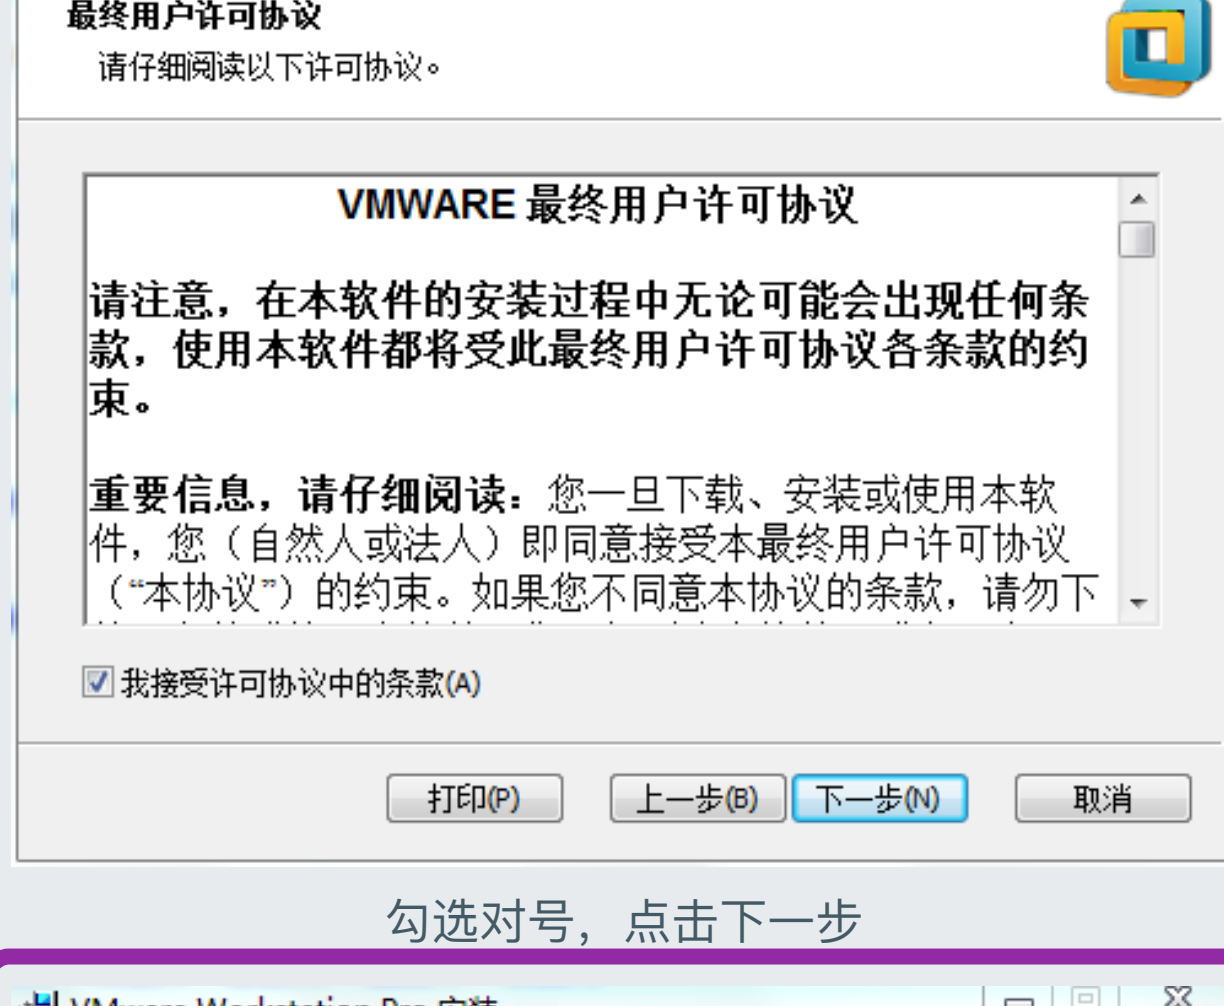 最终用户许可协议
请仔细阅读以下许可协议。
VMWARE 最终用户许可协议
请注意，在本软件的安装过程中无论可能会出现任何条
款，使用本软件都将受此最终用户许可协议各条款的约
束。
重要信息，请仔细阅读：您一旦下载、安装或使用本软
件，您（自然人或法人）即同意接受本最终用户许可协议
（“本协议”）的约束。如果您不同意本协议的条款，请勿下
我接受许可协议中的条款(A)
打印(P) 上一步(B) 下一步(N) 取消
勾选对号，点击下一步
VMware Workstation Pro 安装